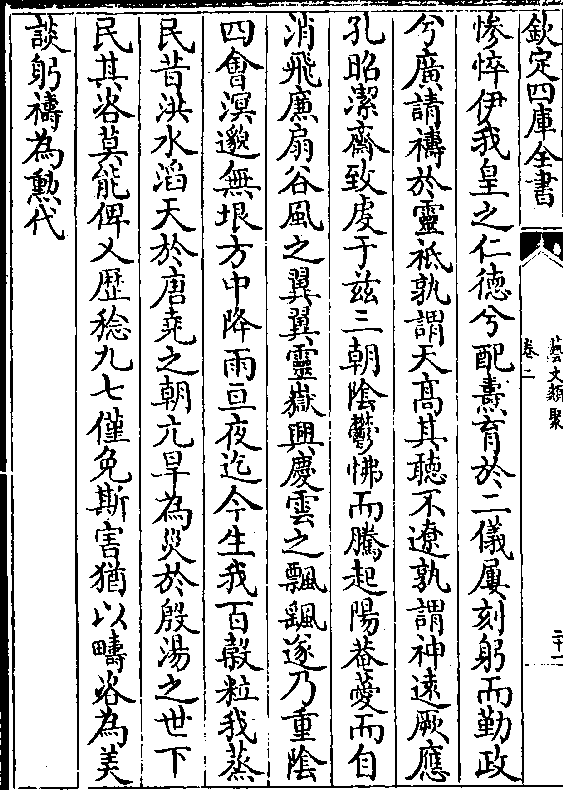 欽定四庫全書
藝文類聚
卷二
二十一
慘悴伊我皇之仁德兮配燾育於二儀屢刻躬而勤政
兮廣請禱於靈祇孰謂天高其聽不遼孰謂神遠厥應
孔昭潔齋致虔于兹三朝陰鬱怫而騰起陽菴薆而自
消飛廉扇谷風之翼翼靈嶽興慶雲之飄飄遂乃重陰
四會溟邈無垠方中降雨亘夜迄今生我百穀粒我蒸
民昔洪水滔天於唐堯之朝亢旱為災於殷湯之世下
民其咨莫能俾乂歷稔九七僅免斯害猶以疇咨為美
談躬禱為勲代